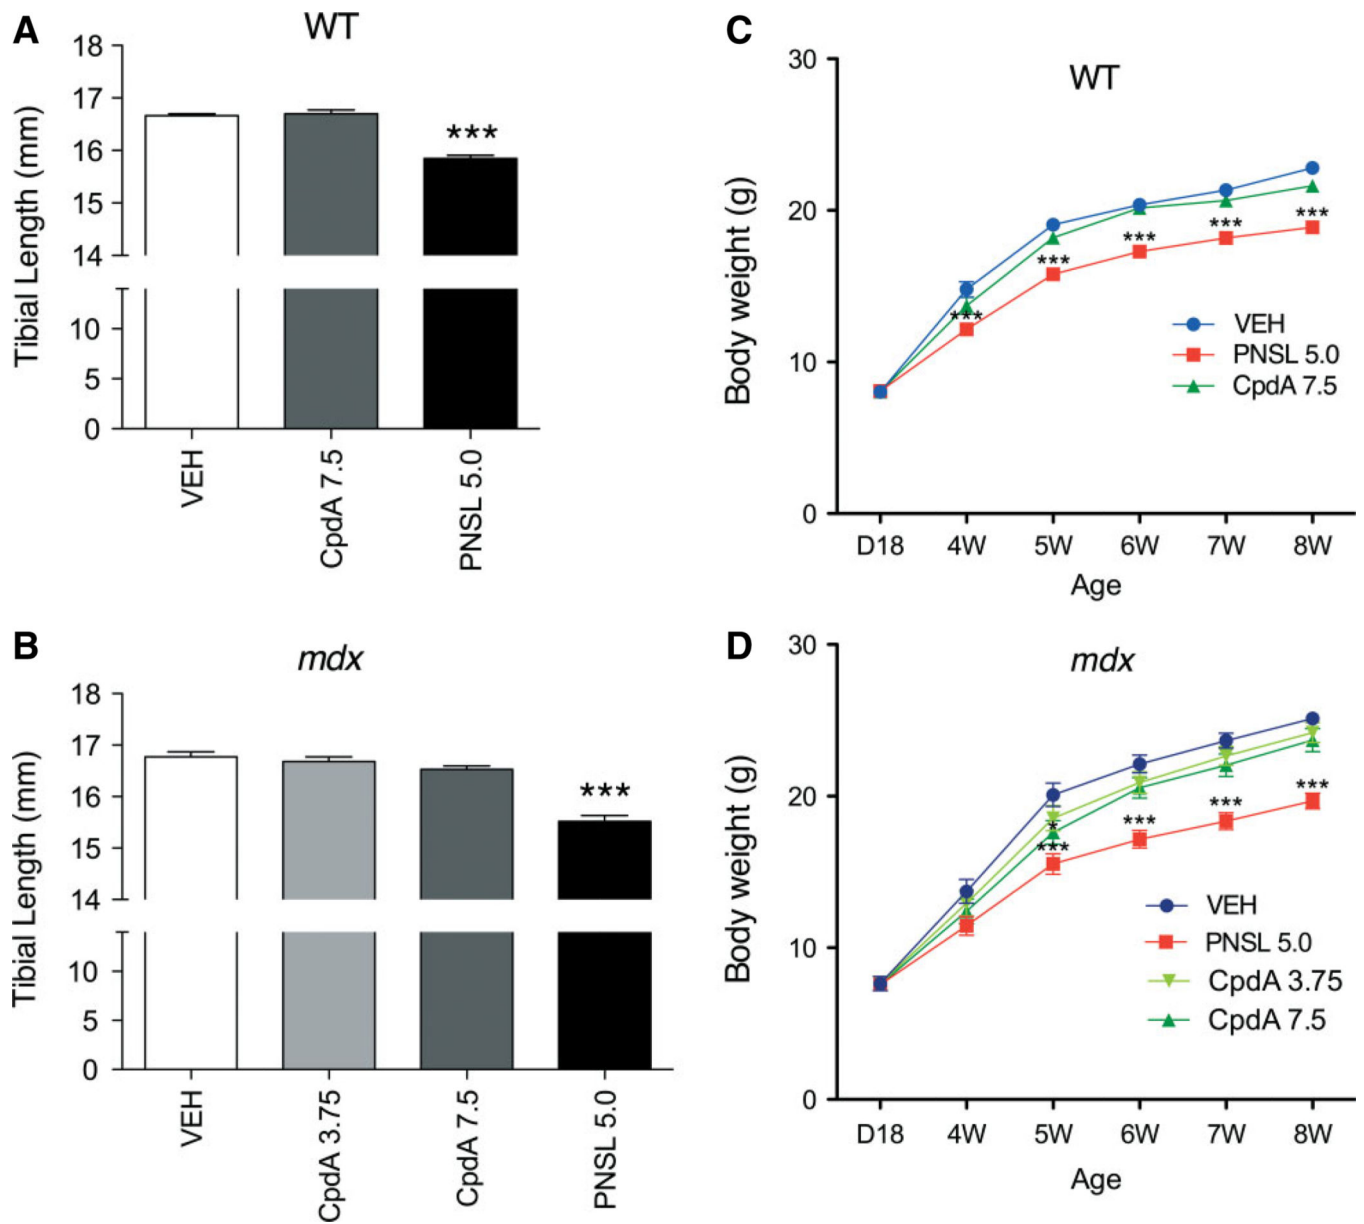 A
WT
Tibial Length (mm)
18
17
16
15
14
10
5
0
***
VEH
CpdA 7.5
PNSL 5.0
B
mdx
Tibial Length (mm)
18
17
16
15
14
10
5
0
***
VEH
CpdA 3.75
CpdA 7.5
PNSL 5.0
C
WT
Body weight (g)
30
20
10
0
***
***
***
***
***
VEH
PNSL 5.0
CpdA 7.5
D18 4W 5W 6W 7W 8W
Age
D
mdx
Body weight (g)
30
20
10
0
*
***
***
***
***
VEH
PNSL 5.0
CpdA 3.75
CpdA 7.5
D18 4W 5W 6W 7W 8W
Age